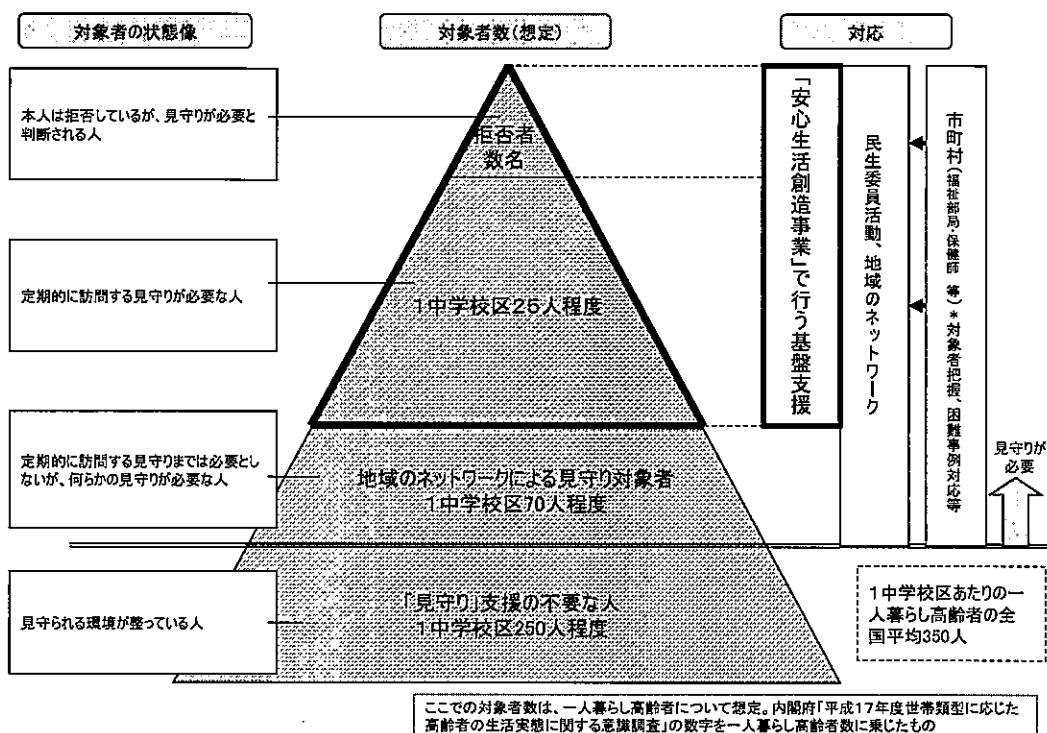 対象者の状態像
対象者数(想定)
対応
本人は拒否しているが、見守りが必要と
判断される人
拒否者
数名
定期的に訪問する見守りが必要な人
1中学校区25人程度
定期的に訪問する見守りまでは必要とし
ないが、何らかの見守りが必要な人
地域のネットワークによる見守り対象者
1中学校区70人程度
見守られる環境が整っている人
「見守り」支援の不要な人
1中学校区250人程度
「安心生活創造事業」で行う基盤支援
民生委員活動、地域のネットワーク
市町村(福祉部局・保健師 等)*対象者把握、困難事例対応等
見守りが
必要
1中学校区あたりの一
人暮らし高齢者の全
国平均350人
ここでの対象者数は、一人暮らし高齢者について想定。内閣府「平成17年度世帯類型に応じた
高齢者の生活実態に関する意識調査」の数字を一人暮らし高齢者数に乗じたもの